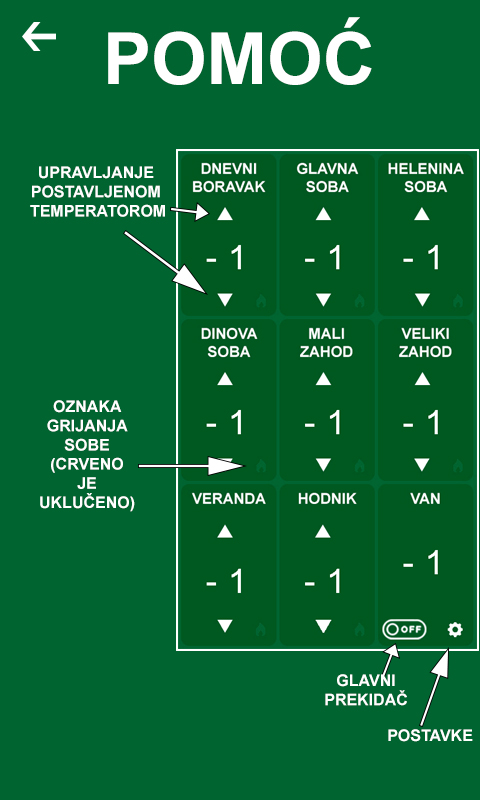 POMOĆ
UPRAVLJANJE
POSTAVLJENOM
TEMPERATOROM
DNEVNI
BORAVAK
- 1
GLAVNA
SOBA
- 1
HELENINA
SOBA
- 1
DINOVA
SOBA
- 1
MALI
ZAHOD
- 1
VELIKI
ZAHOD
- 1
OZNAKA
GRIJANJA
SOBE
(CRVENO
JE
UKLUČENO)
VERANDA
- 1
HODNIK
- 1
VAN
- 1
OFF
GLAVNI
PREKIDAČ
POSTAVKE